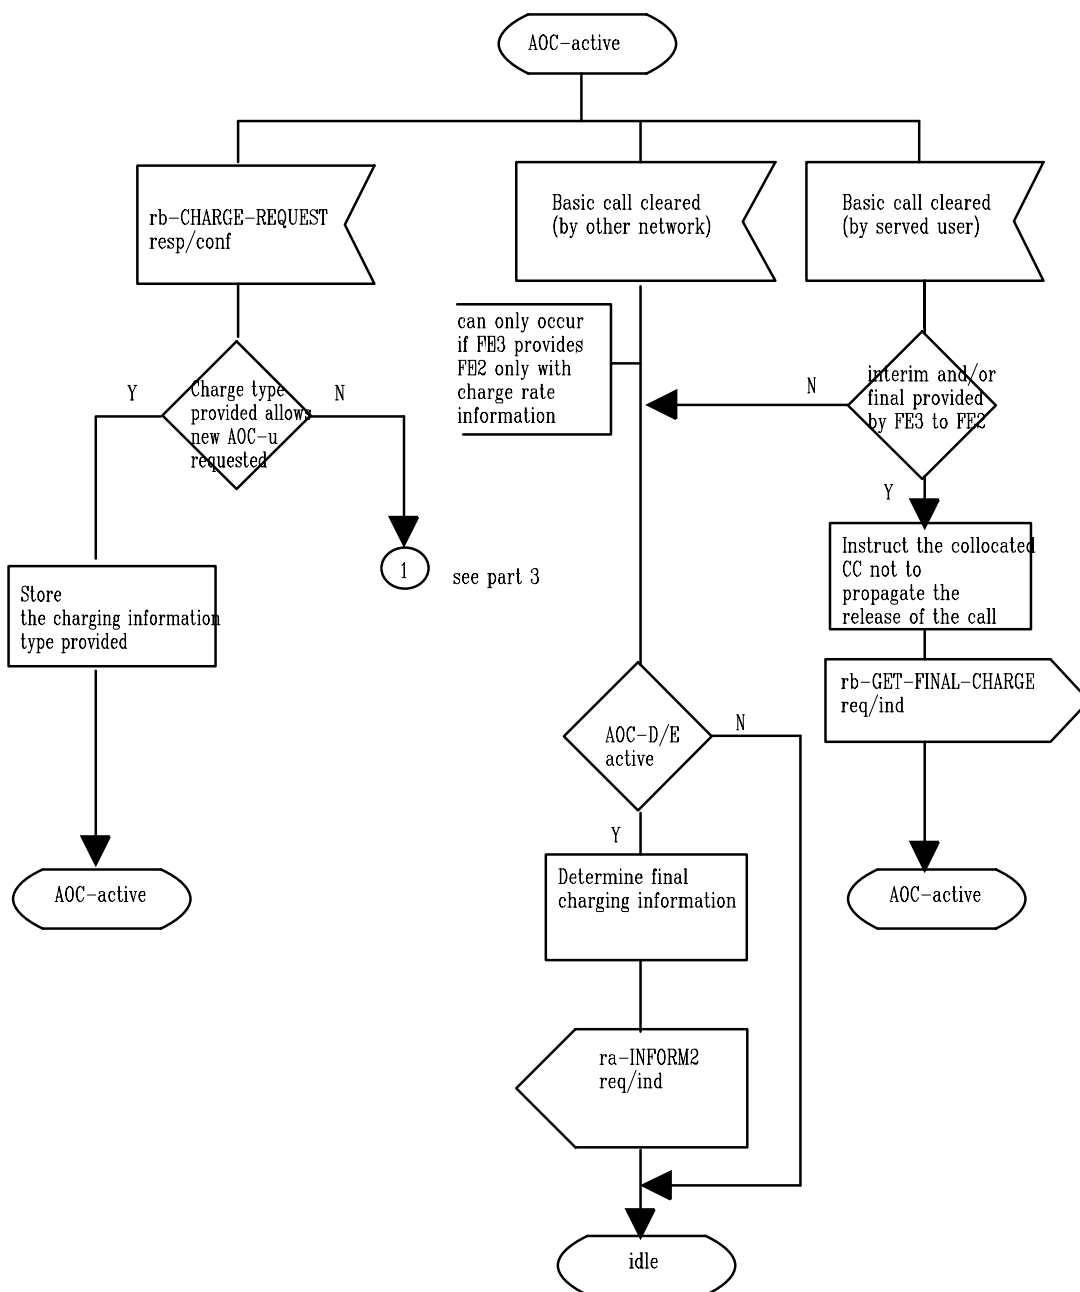 AOC-active
rb-CHARGE-REQUEST
resp/conf
Basic call cleared
(by other network)
Basic call cleared
(by served user)
can only occur
if FE3 provides
FE2 only with
charge rate
information
Y
Charge type
provided allows
new AOC-u
requested
N
N
interim and/or
final provided
by FE3 to FE2
Y
1
see part 3
Store
the charging information
type provided
Instruct the collocated
CC not to
propagate the
release of the call
rb-GET-FINAL-CHARGE
req/ind
AOC-D/E
active
N
Y
Determine final
charging information
AOC-active
AOC-active
ra-INFORM2
req/ind
idle